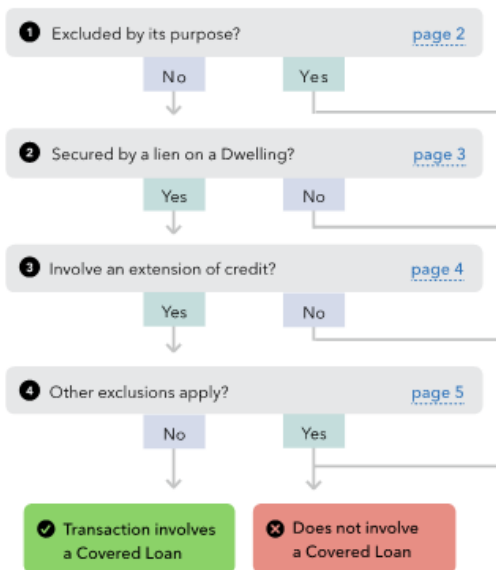 1 Excluded by its purpose? page 2
No Yes
2 Secured by a lien on a Dwelling? page 3
Yes No
3 Involve an extension of credit? page 4
Yes No
4 Other exclusions apply? page 5
No Yes
Transaction involves
a Covered Loan
Does not involve
a Covered Loan